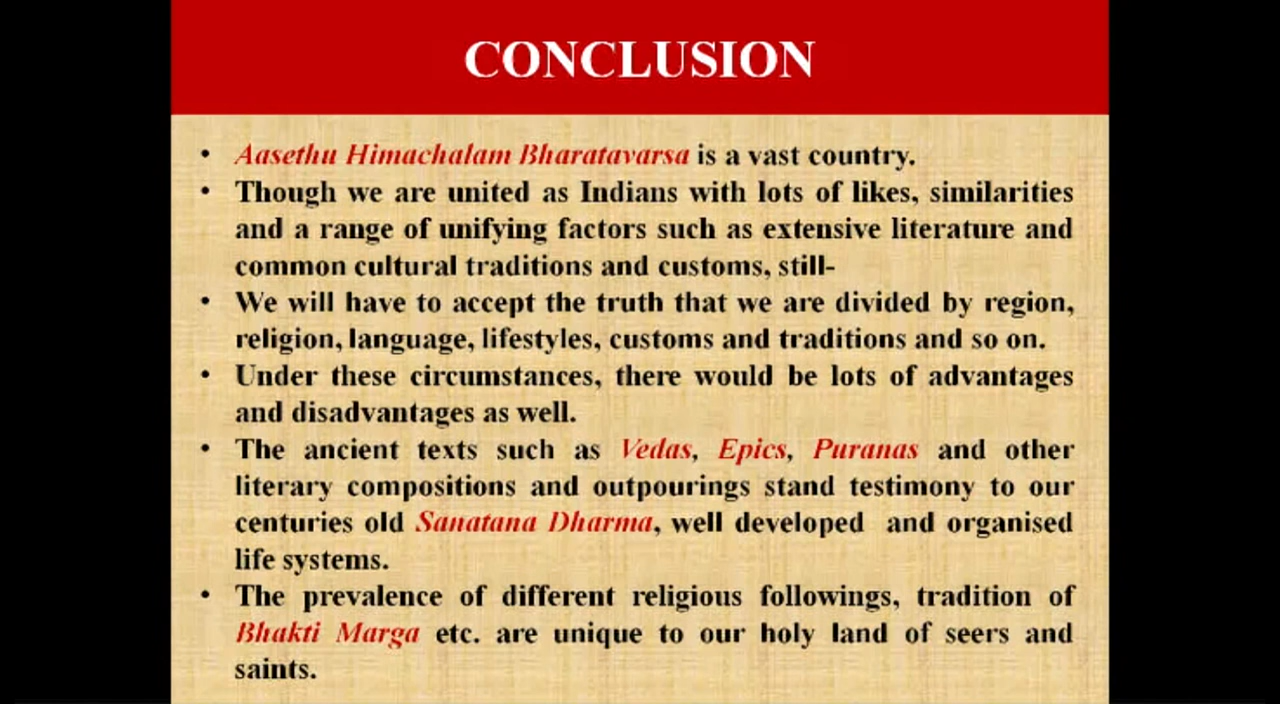 CONCLUSION
• Aasethu Himachalam Bharatavarsa is a vast country.
• Though we are united as Indians with lots of likes, similarities
and a range of unifying factors such as extensive literature and
common cultural traditions and customs, still-
• We will have to accept the truth that we are divided by region,
religion, language, lifestyles, customs and traditions and so on.
• Under these circumstances, there would be lots of advantages
and disadvantages as well.
• The ancient texts such as Vedas, Epics, Puranas and other
literary compositions and outpourings stand testimony to our
centuries old Sanatana Dharma, well developed and organised
life systems.
• The prevalence of different religious followings, tradition of
Bhakti Marga etc. are unique to our holy land of seers and
saints.